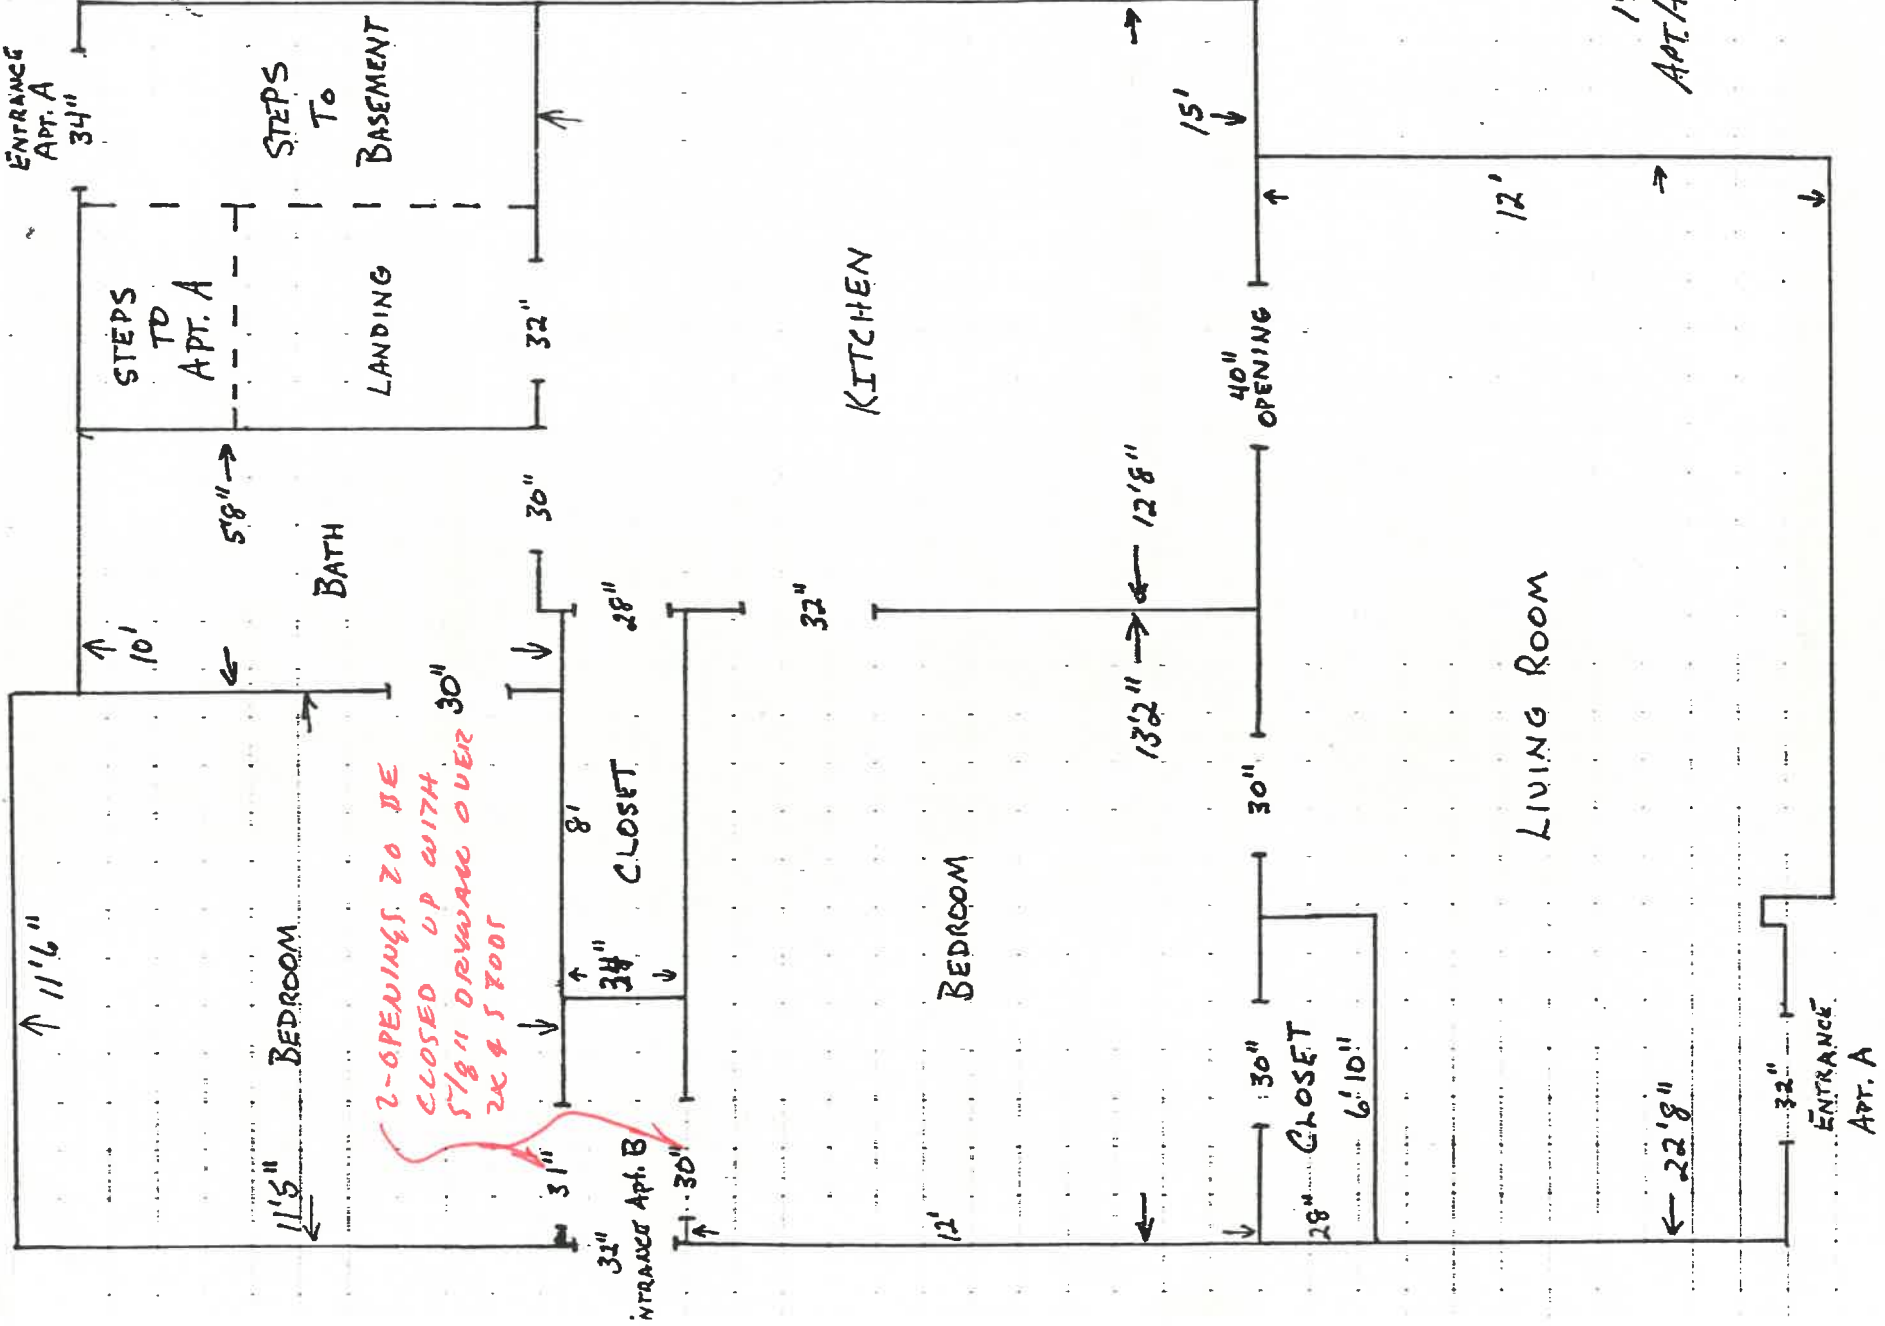 ENTRANCE
APT. A
34"
STEPS
TO
BASEMENT
STEPS
TO
APT. A
LANDING
32"
5'8"
BATH
10'
30"
36"
28"
11'6"
BEDROOM
11'5"
2-OPENINGS TO BE
CLOSED UP WITH
5/8" DRYWALL OVER
2x4 STUDS
8'
CLOSET
34"
31"
32"
ENTRANCE Apt. B
30"
KITCHEN
15'
32"
12'8"
13'2"
BEDROOM
12'
40"
OPENING
30"
30"
CLOSET
28"
6'10"
12'
LIVING ROOM
22'8"
32"
ENTRANCE
APT. A
APT. A